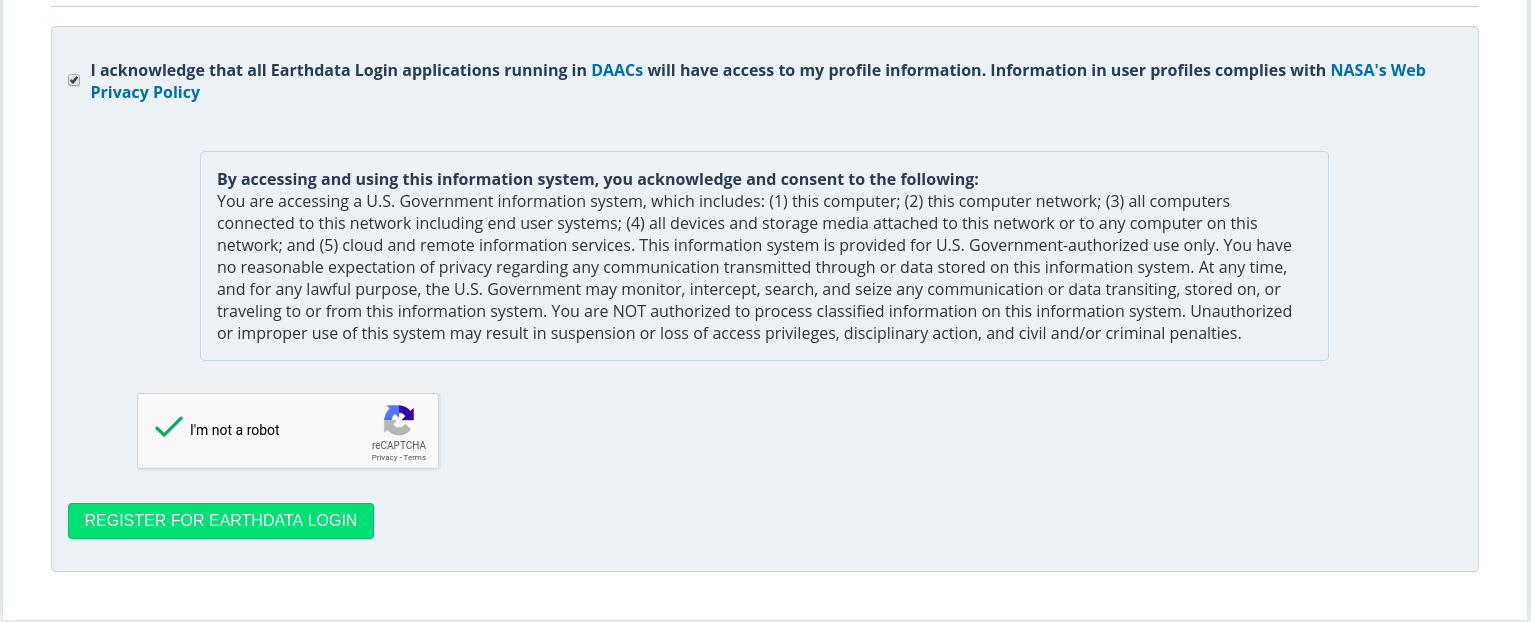 I acknowledge that all Earthdata Login applications running in DAACs will have access to my profile information. Information in user profiles complies with NASA's Web
Privacy Policy
By accessing and using this information system, you acknowledge and consent to the following:
You are accessing a U.S. Government information system, which includes: (1) this computer; (2) this computer network; (3) all computers
connected to this network including end user systems; (4) all devices and storage media attached to this network or to any computer on this
network; and (5) cloud and remote information services. This information system is provided for U.S. Government-authorized use only. You have
no reasonable expectation of privacy regarding any communication transmitted through or data stored on this information system. At any time,
and for any lawful purpose, the U.S. Government may monitor, intercept, search, and seize any communication or data transiting, stored on, or
traveling to or from this information system. You are NOT authorized to process classified information on this information system. Unauthorized
or improper use of this system may result in suspension or loss of access privileges, disciplinary action, and civil and/or criminal penalties.
I'm not a robot
reCAPTCHA
Privacy - Terms
REGISTER FOR EARTHDATA LOGIN